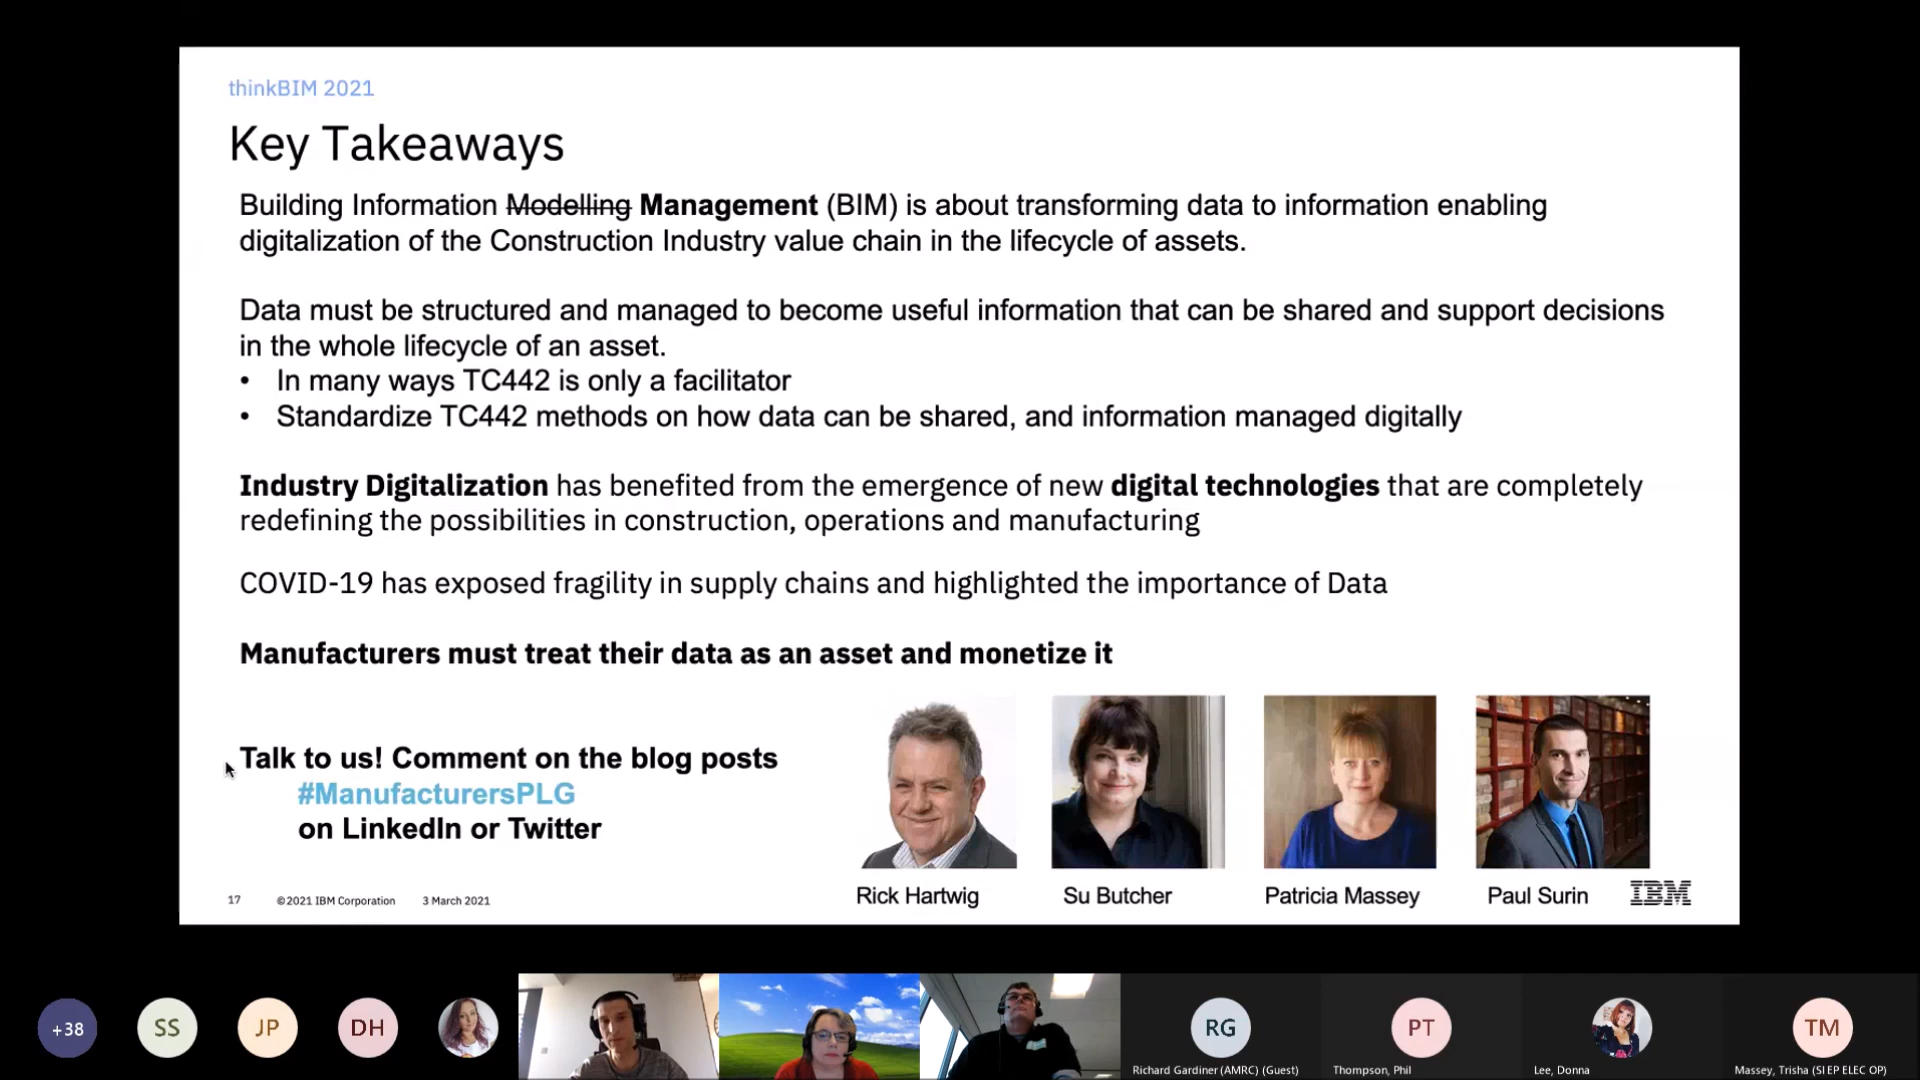 thinkBIM 2021
Key Takeaways
Building Information Modelling Management (BIM) is about transforming data to information enabling
digitalization of the Construction Industry value chain in the lifecycle of assets.
Data must be structured and managed to become useful information that can be shared and support decisions
in the whole lifecycle of an asset.
• In many ways TC442 is only a facilitator
• Standardize TC442 methods on how data can be shared, and information managed digitally
Industry Digitalization has benefited from the emergence of new digital technologies that are completely
redefining the possibilities in construction, operations and manufacturing
COVID-19 has exposed fragility in supply chains and highlighted the importance of Data
Manufacturers must treat their data as an asset and monetize it
Talk to us! Comment on the blog posts
#ManufacturersPLG
on LinkedIn or Twitter
Rick Hartwig Su Butcher Patricia Massey Paul Surin IBM
17 ©2021 IBM Corporation 3 March 2021
+38 SS JP DH RG PT TM
Richard Gardiner (AMRC) (Guest) Thompson, Phil Lee, Donna Massey, Trisha (SI EP ELEC OP)